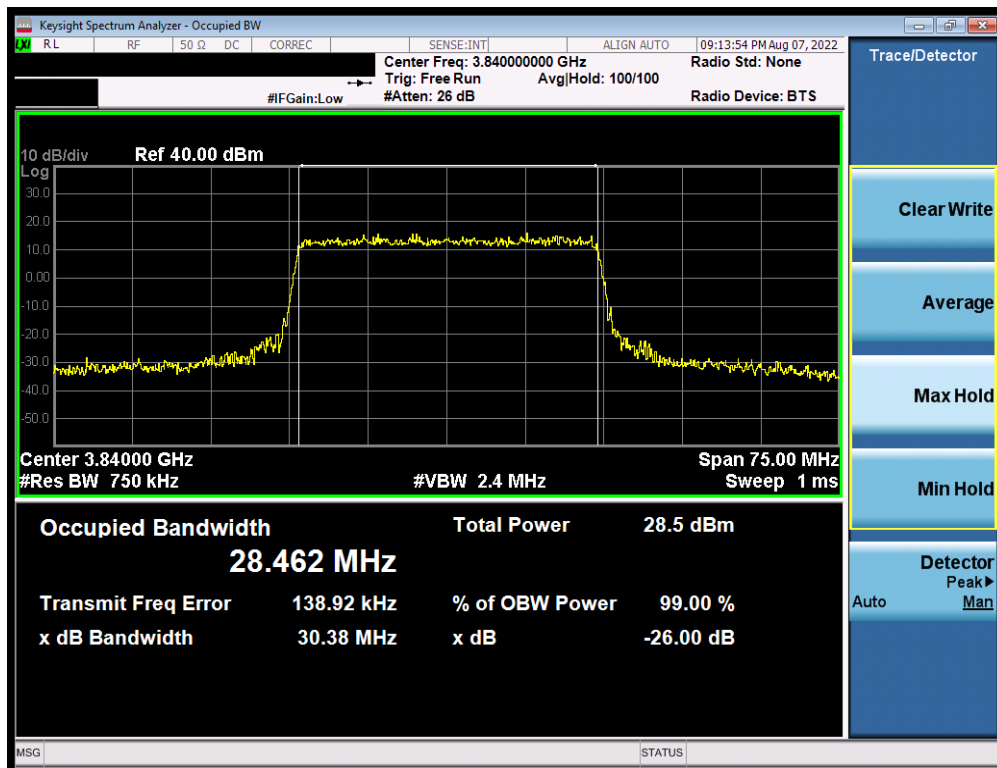 Keysight Spectrum Analyzer - Occupied BW
LXI RL RF 50 Ω DC CORREC SENSE:INT ALIGN AUTO 09:13:54 PM Aug 07, 2022
Center Freq: 3.840000000 GHz Radio Std: None
Trig: Free Run Avg|Hold: 100/100
#IFGain:Low #Atten: 26 dB Radio Device: BTS
10 dB/div Ref 40.00 dBm
Log
30.0
20.0
10.0
0.00
-10.0
-20.0
-30.0
-40.0
-50.0
Center 3.84000 GHz Span 75.00 MHz
#Res BW 750 kHz #VBW 2.4 MHz Sweep 1 ms
Occupied Bandwidth Total Power 28.5 dBm
28.462 MHz
Transmit Freq Error 138.92 kHz % of OBW Power 99.00 %
x dB Bandwidth 30.38 MHz x dB -26.00 dB
MSG STATUS
Trace/Detector
Clear Write
Average
Max Hold
Min Hold
Detector
Peak▶
Auto Man